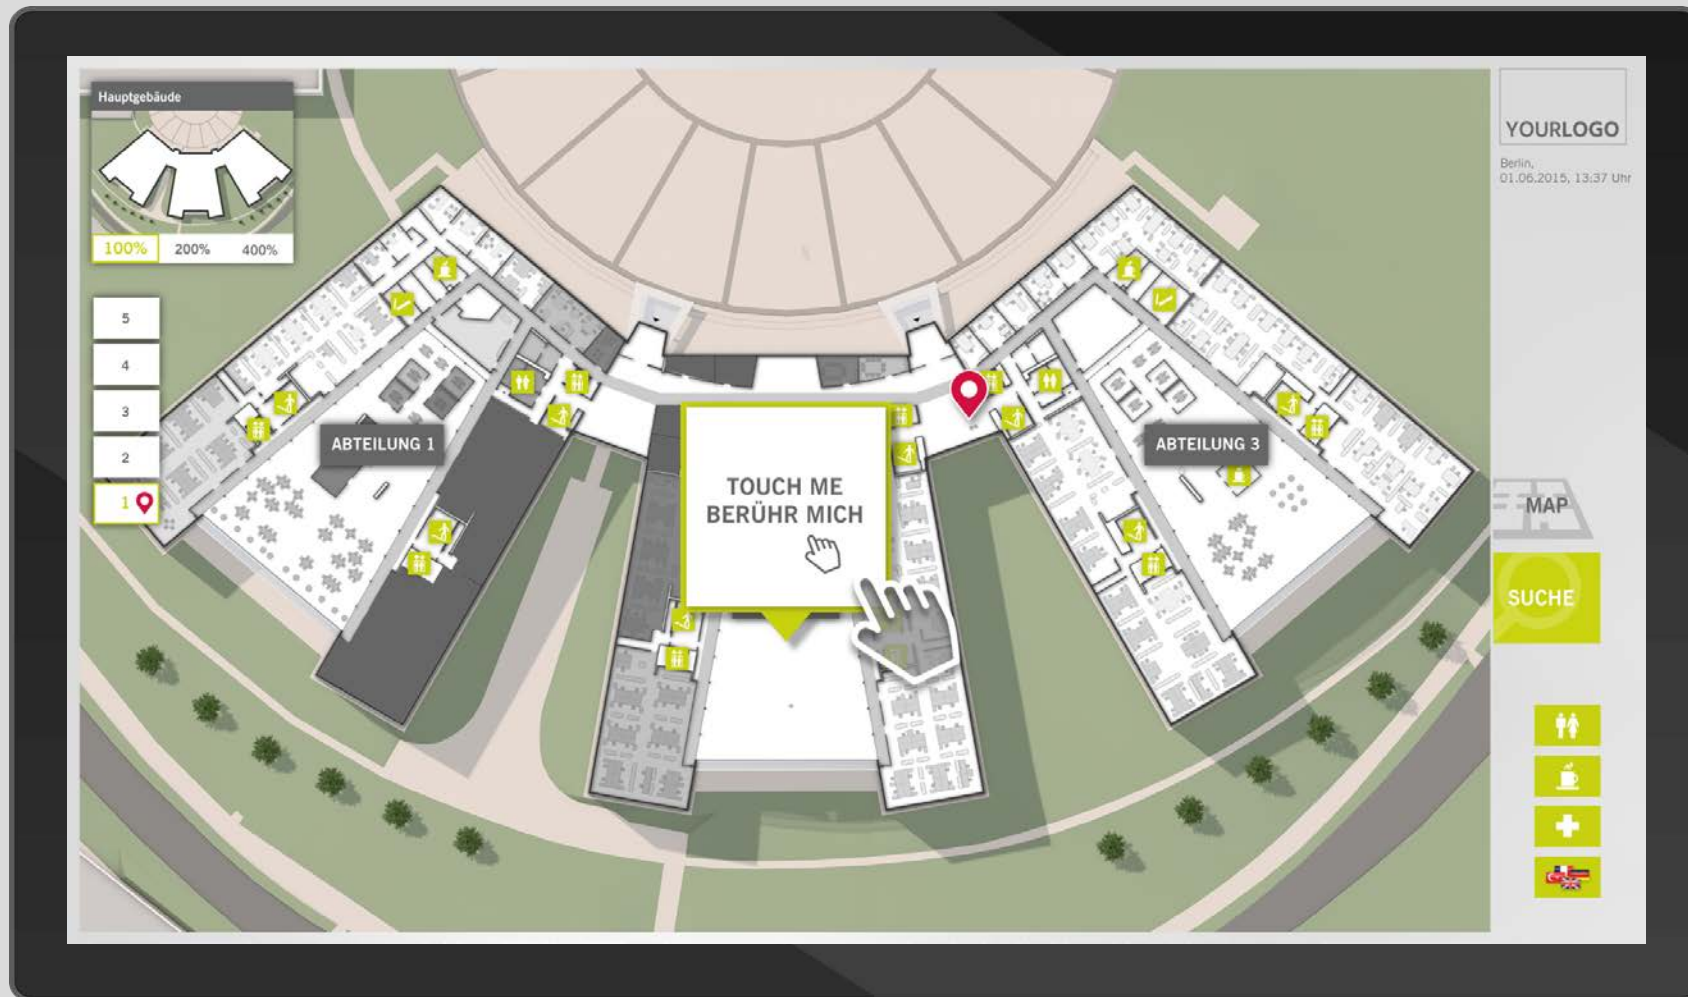 Hauptgebäude
100% 200% 400%
5
4
3
2
1
ABTEILUNG 1
TOUCH ME
BERÜHR MICH
ABTEILUNG 3
YOURLOGO
Berlin,
01.06.2015, 13:37 Uhr
MAP
SUCHE